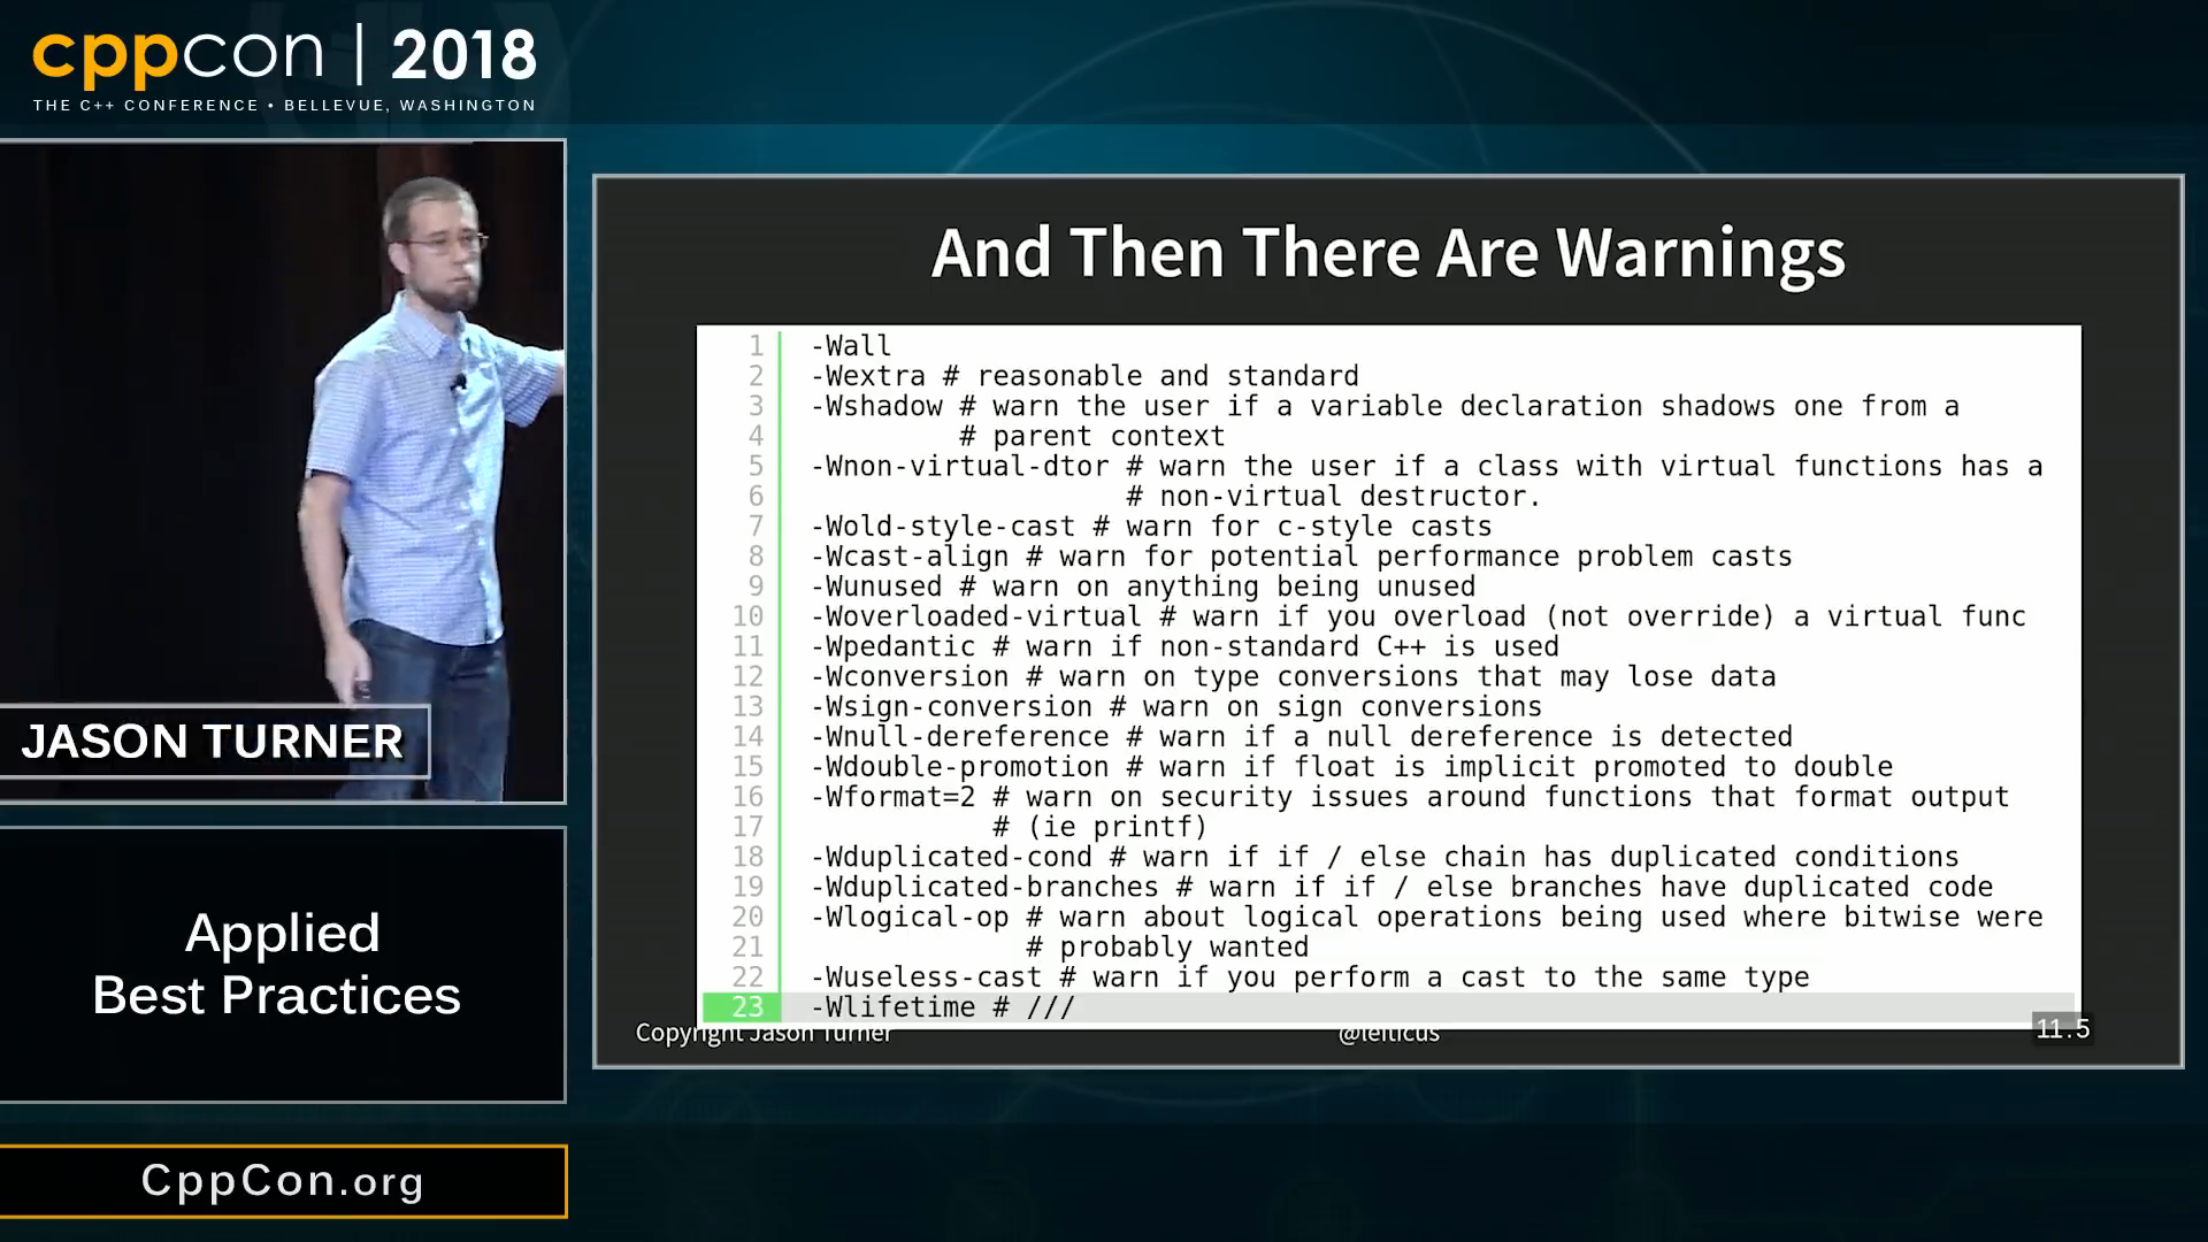 cppcon | 2018
THE C++ CONFERENCE • BELLEVUE, WASHINGTON
JASON TURNER
Applied
Best Practices
CppCon.org
And Then There Are Warnings
1 -Wall
2 -Wextra # reasonable and standard
3 -Wshadow # warn the user if a variable declaration shadows one from a
4 # parent context
5 -Wnon-virtual-dtor # warn the user if a class with virtual functions has a
6 # non-virtual destructor.
7 -Wold-style-cast # warn for c-style casts
8 -Wcast-align # warn for potential performance problem casts
9 -Wunused # warn on anything being unused
10 -Woverloaded-virtual # warn if you overload (not override) a virtual func
11 -Wpedantic # warn if non-standard C++ is used
12 -Wconversion # warn on type conversions that may lose data
13 -Wsign-conversion # warn on sign conversions
14 -Wnull-dereference # warn if a null dereference is detected
15 -Wdouble-promotion # warn if float is implicit promoted to double
16 -Wformat=2 # warn on security issues around functions that format output
17 # (ie printf)
18 -Wduplicated-cond # warn if if / else chain has duplicated conditions
19 -Wduplicated-branches # warn if if / else branches have duplicated code
20 -Wlogical-op # warn about logical operations being used where bitwise were
21 # probably wanted
22 -Wuseless-cast # warn if you perform a cast to the same type
23 -Wlifetime # ///
Copyright Jason Turner @lefticus 11.5